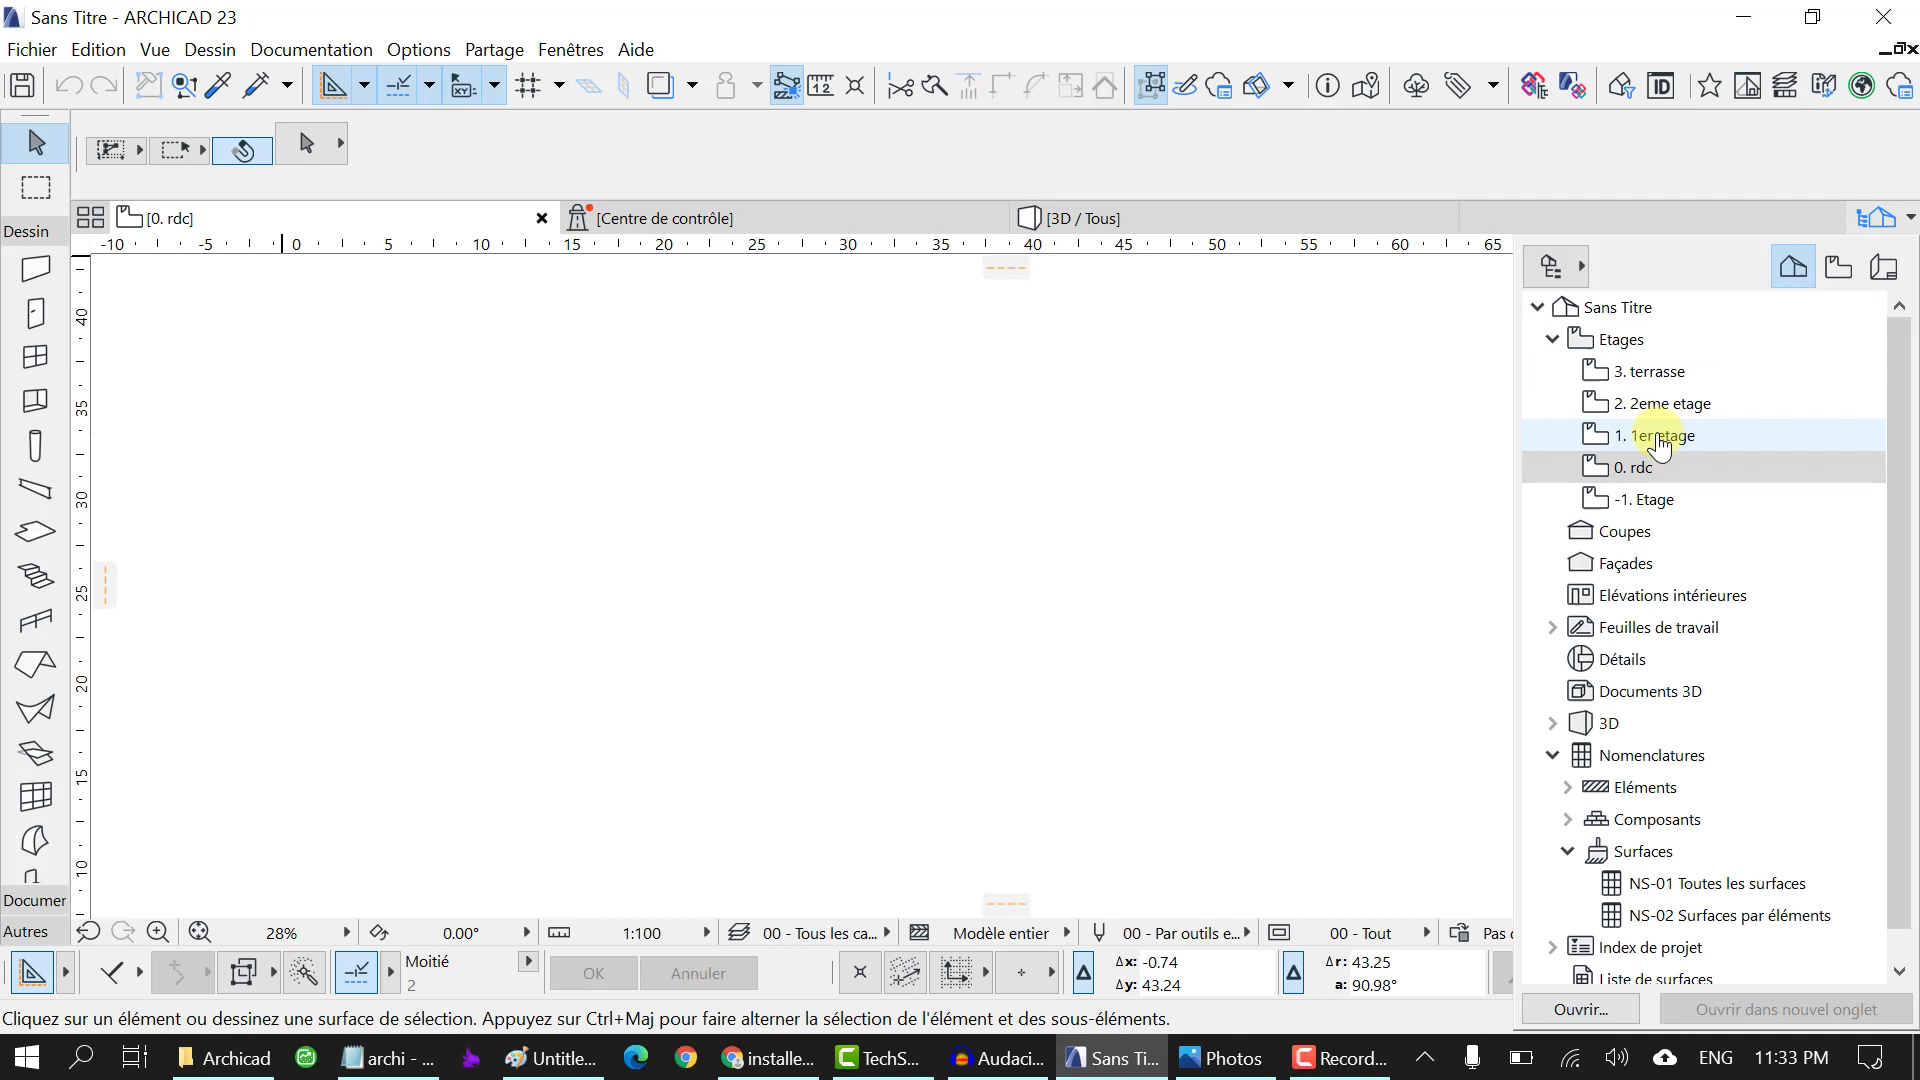 Sans Titre - ARCHICAD 23
Fichier Edition Vue Dessin Documentation Options Partage Fenêtres Aide
[0. rdc]
[Centre de contrôle]
[3D / Tous]
Dessin
-10 -5 0 5 10 15 20 25 30 35 40 45 50 55 60 65
40
35
30
25
20
15
10
Sans Titre
Etages
3. terrasse
2. 2eme etage
1. 1er etage
0. rdc
-1. Etage
Coupes
Façades
Elévations intérieures
Feuilles de travail
Détails
Documents 3D
3D
Nomenclatures
Eléments
Composants
Surfaces
NS-01 Toutes les surfaces
NS-02 Surfaces par éléments
Index de projet
Liste de surfaces
Ouvrir...
Ouvrir dans nouvel onglet
Documer
Autres
28% 0.00° 1:100 00 - Tous les ca... Modèle entier 00 - Par outils e... 00 - Tout Pas
Moitié
2
OK
Annuler
Δx: -0.74
Δy: 43.24
Δr: 43.25
a: 90.98°
Cliquez sur un élément ou dessinez une surface de sélection. Appuyez sur Ctrl+Maj pour faire alterner la sélection de l'élément et des sous-éléments.
Archicad archi - ... Untitle... installe... TechS... Audaci... Sans Ti... Photos Record... ENG 11:33 PM